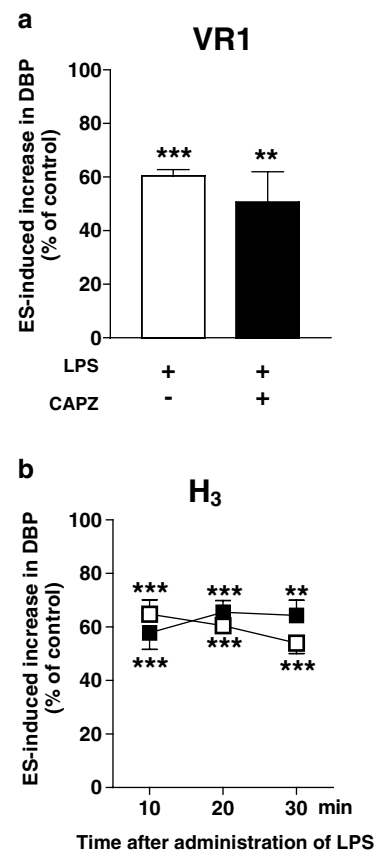 a
VR1
ES-induced increase in DBP
(% of control)
100
80
60
40
20
0
*** **
LPS + +
CAPZ - +
b
H3
ES-induced increase in DBP
(% of control)
100
80
60
40
20
0
*** *** **
*** *** ***
10 20 30 min
Time after administration of LPS